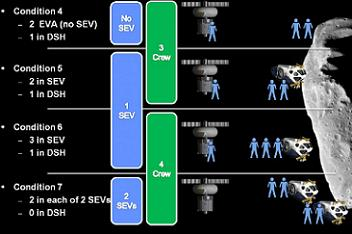 Condition 4
– 2 EVA (no SEV)
– 1 in DSH
Condition 5
– 2 in SEV
– 1 in DSH
Condition 6
– 3 in SEV
– 1 in DSH
Condition 7
– 2 in each of 2 SEVs
– 0 in DSH
No
SEV
1
SEV
2
SEVs
3
Crew
4
Crew